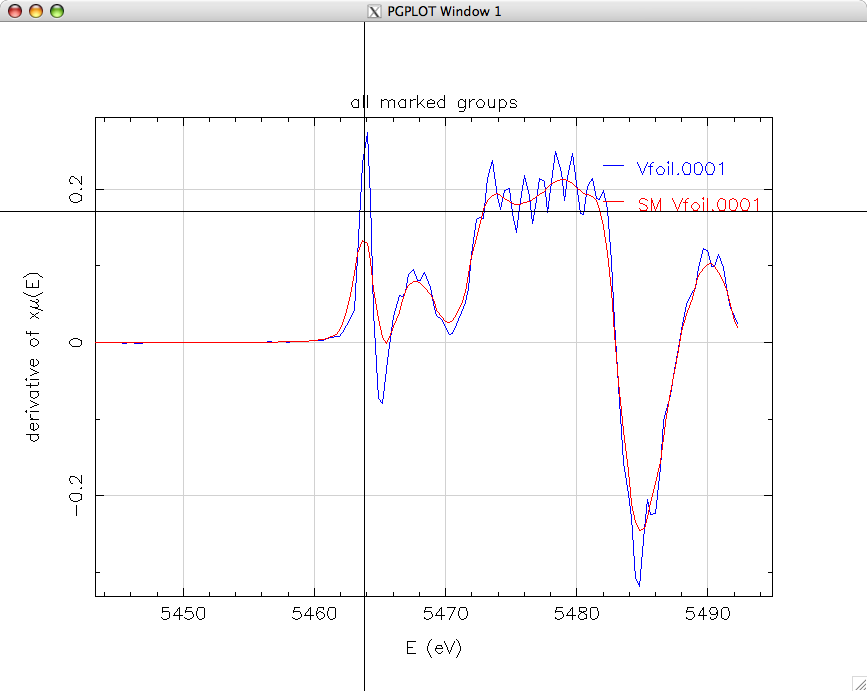 PGPLOT Window 1
all marked groups
Vfoil.0001
SM Vfoil.0001
0.2
0
−0.2
derivative of xμ(E)
5450 5460 5470 5480 5490
E (eV)